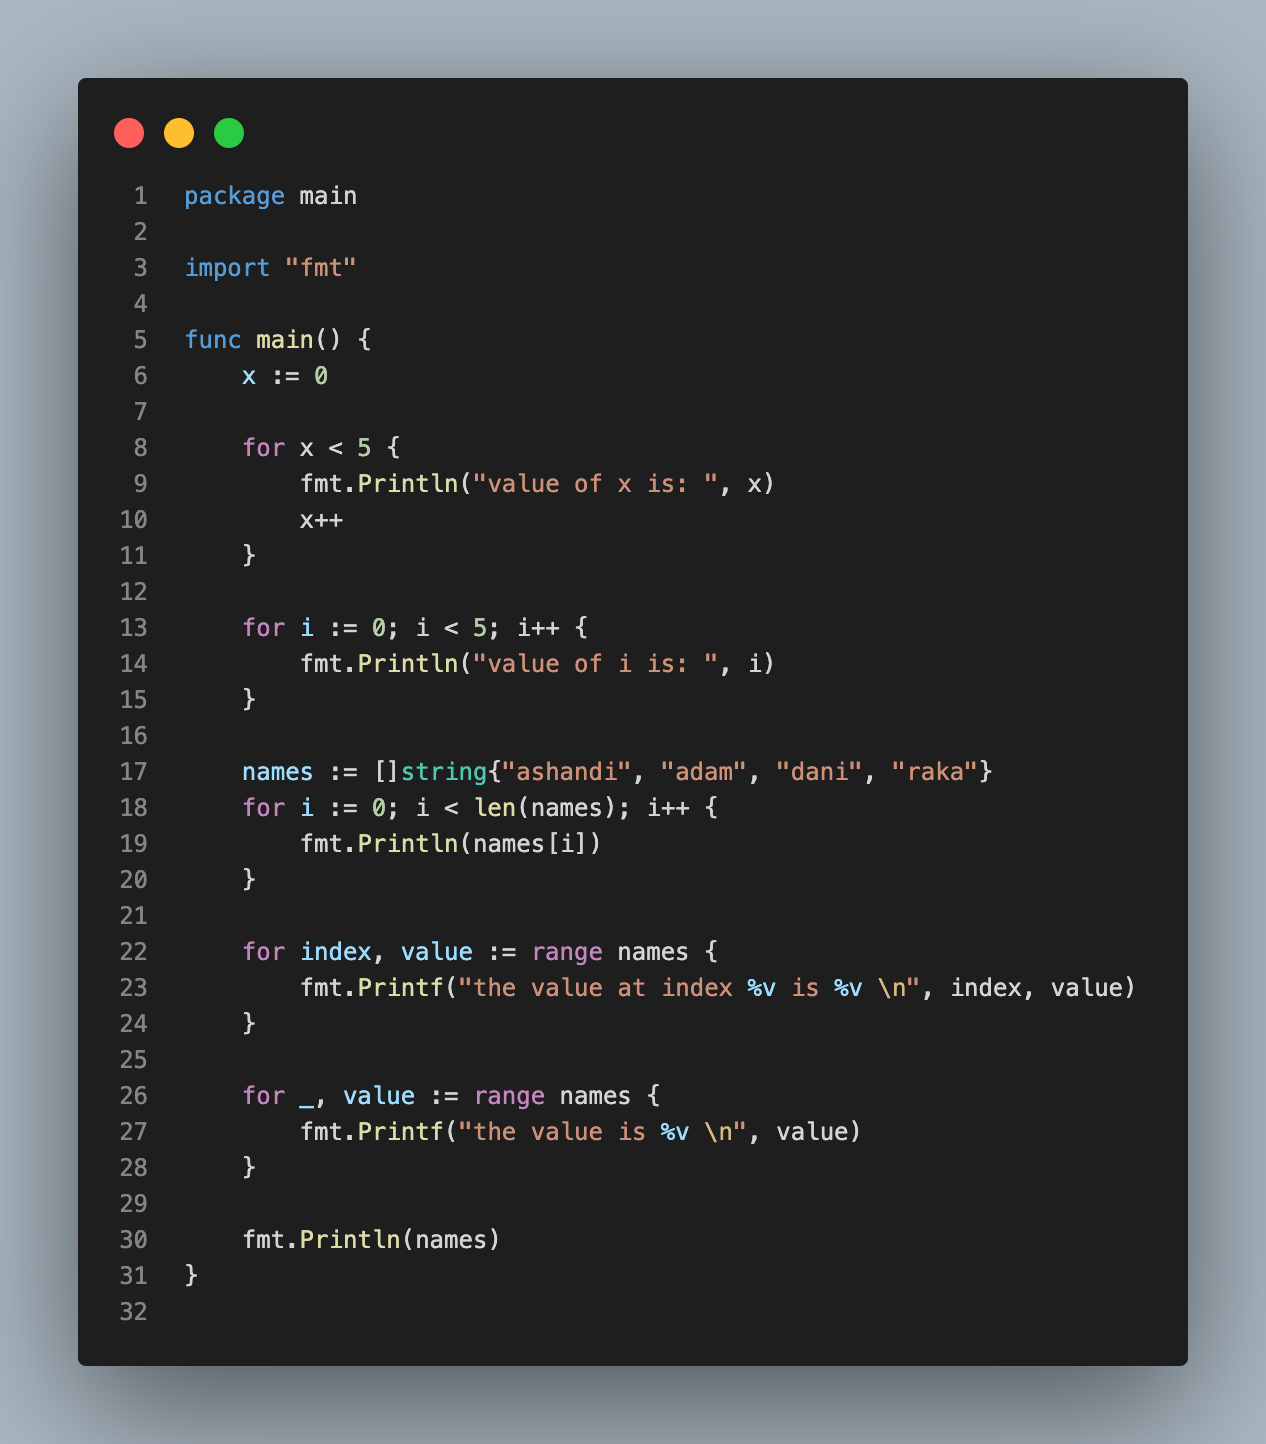 1 package main
2
3 import "fmt"
4
5 func main() {
6     x := 0
7
8     for x < 5 {
9         fmt.Println("value of x is: ", x)
10         x++
11     }
12
13     for i := 0; i < 5; i++ {
14         fmt.Println("value of i is: ", i)
15     }
16
17     names := []string{"ashandi", "adam", "dani", "raka"}
18     for i := 0; i < len(names); i++ {
19         fmt.Println(names[i])
20     }
21
22     for index, value := range names {
23         fmt.Printf("the value at index %v is %v \n", index, value)
24     }
25
26     for _, value := range names {
27         fmt.Printf("the value is %v \n", value)
28     }
29
30     fmt.Println(names)
31 }
32